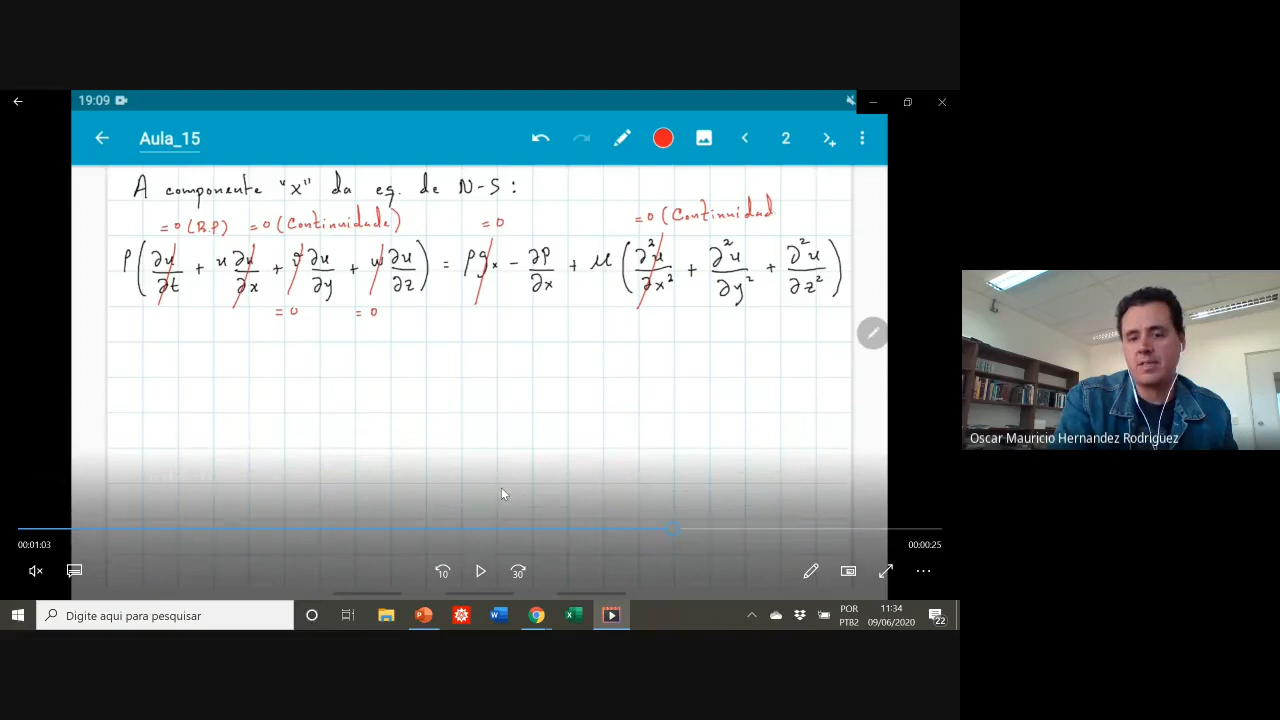 19:09
Aula_15
2
A componente "x" da eq. de N-S:
=0 (R.P) =0 (Continuidade) =0 =0 (Continuidad
ρ(∂u/∂t + u ∂u/∂x + v ∂u/∂y + w ∂u/∂z) = ρgx - ∂P/∂x + μ(∂²u/∂x² + ∂²u/∂y² + ∂²u/∂z²)
=0 =0
Oscar Mauricio Hernandez Rodriguez
00:01:03 00:00:25
10 30
Digite aqui para pesquisar
POR 11:34
PTB2 09/06/2020 22